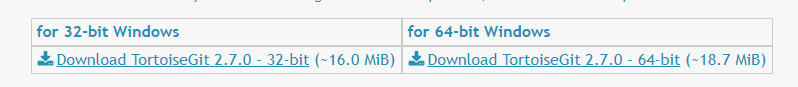 for 32-bit Windows for 64-bit Windows
Download TortoiseGit 2.7.0 - 32-bit (~16.0 MiB) Download TortoiseGit 2.7.0 - 64-bit (~18.7 MiB)